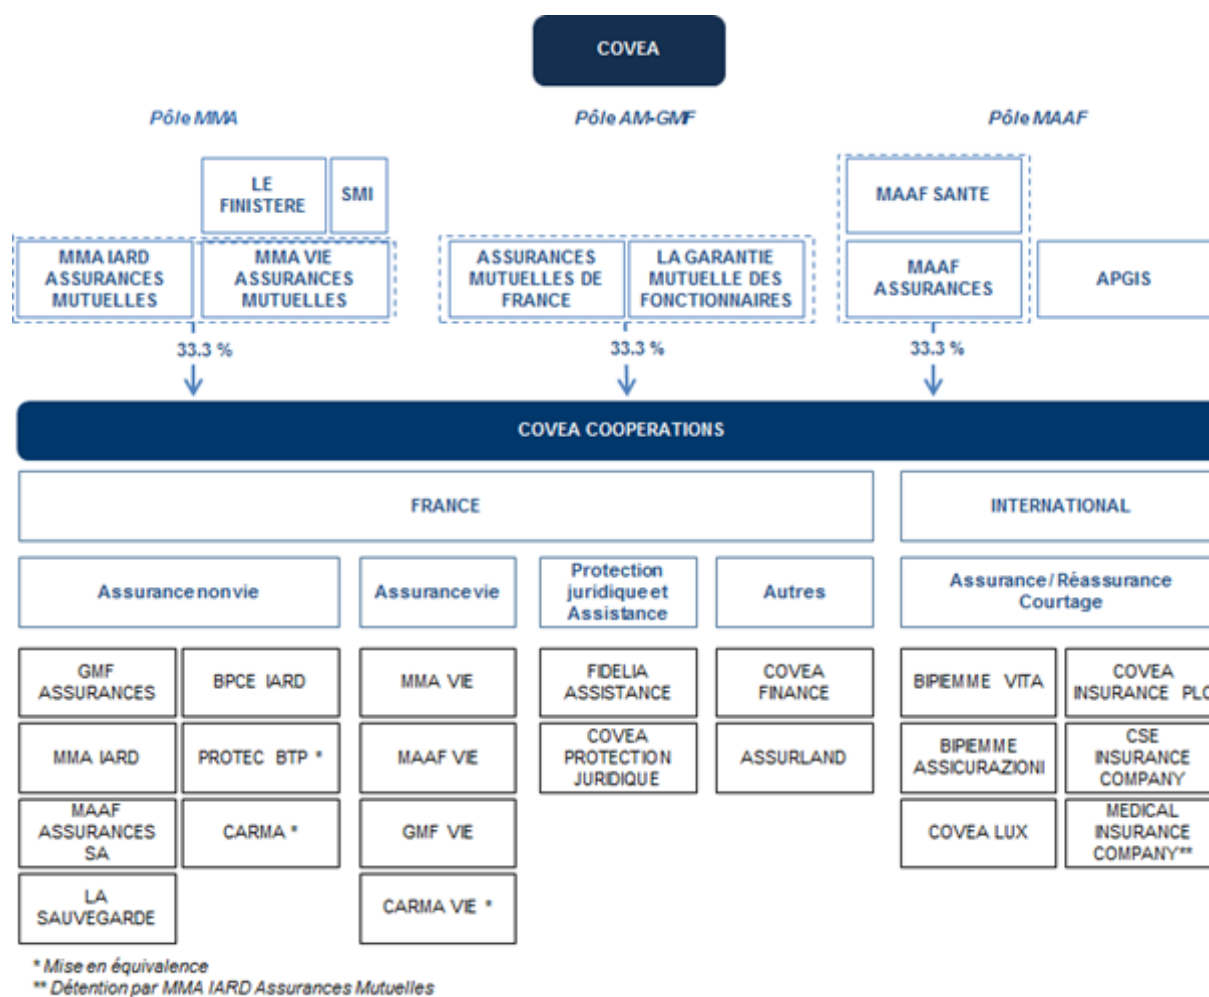 COVEA
Pôle MMA
Pôle AM-GMF
Pôle MAAF
LE
FINISTERE
SMI
MAAF SANTE
MMA IARD
ASSURANCES
MUTUELLES
MMA VIE
ASSURANCES
MUTUELLES
ASSURANCES
MUTUELLES DE
FRANCE
LA GARANTIE
MUTUELLE DES
FONCTIONNAIRES
MAAF
ASSURANCES
APGIS
33.3 %
33.3 %
33.3 %
COVEA COOPERATIONS
FRANCE
INTERNATIONAL
Assurance non vie
Assurance vie
Protection
juridique et
Assistance
Autres
Assurance / Réassurance
Courtage
GMF
ASSURANCES
BPCE IARD
MMA VIE
FIDELIA
ASSISTANCE
COVEA
FINANCE
BIPIEMME VITA
COVEA
INSURANCE PLC
MMA IARD
PROTEC BTP *
MAAF VIE
COVEA
PROTECTION
JURIDIQUE
ASSURLAND
BIPIEMME
ASSICURAZIONI
CSE
INSURANCE
COMPANY
MAAF
ASSURANCES
SA
CARMA *
GMF VIE
COVEA LUX
MEDICAL
INSURANCE
COMPANY**
LA
SAUVEGARDE
CARMA VIE *
* Mise en équivalence
** Détention par MMA IARD Assurances Mutuelles